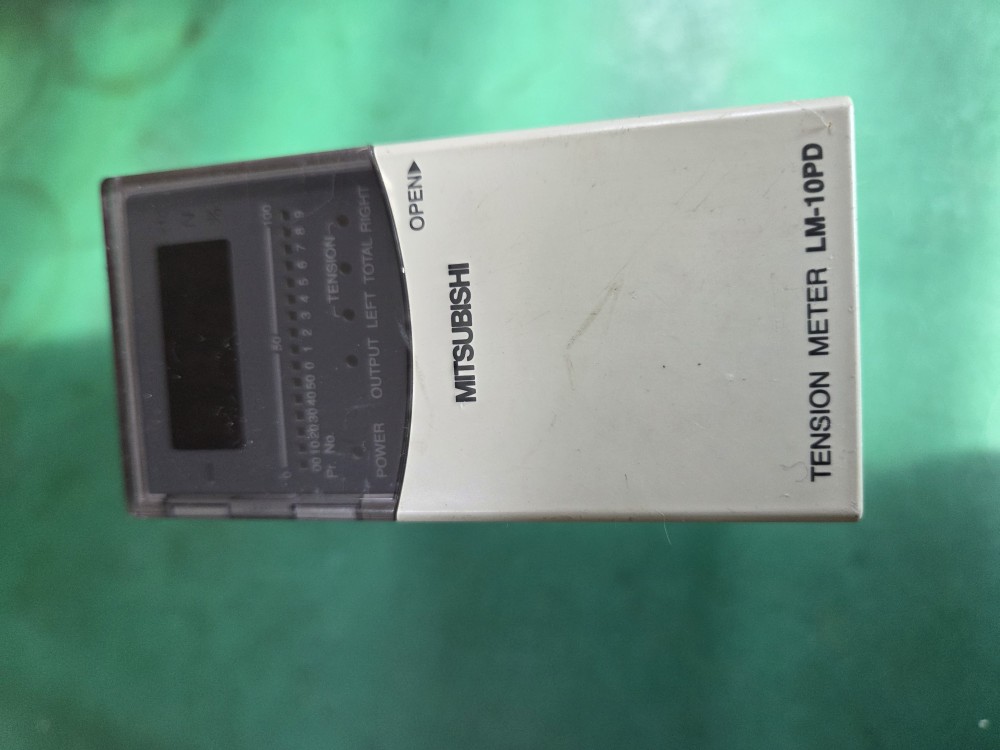 0 50 100
00 10 20 30 40 50 0 1 2 3 4 5 6 7 8 9
Pr. No. TENSION
POWER OUTPUT LEFT TOTAL RIGHT
OPEN▶
MITSUBISHI
TENSION METER LM-10PD